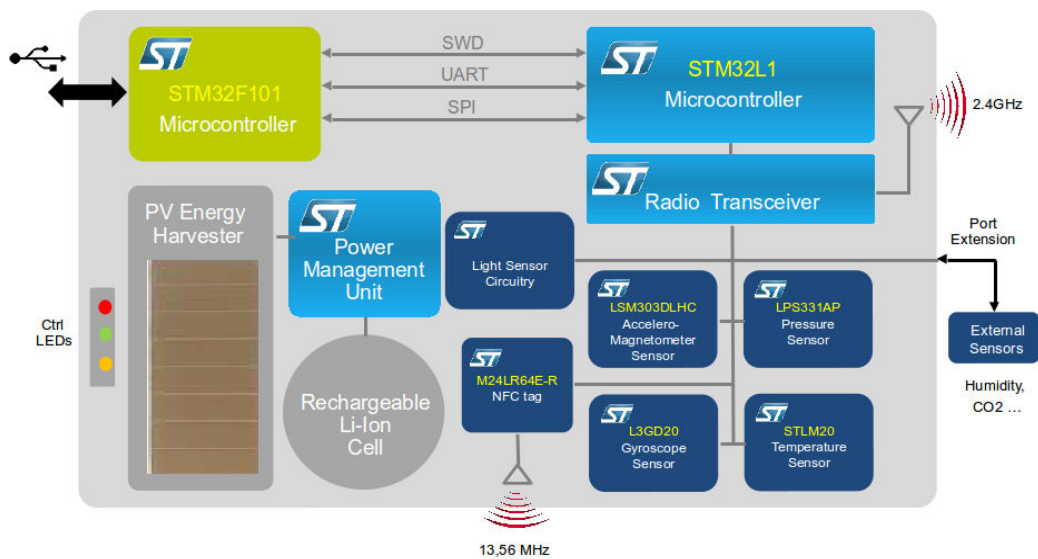 ST
STM32F101
Microcontroller
SWD
UART
SPI
ST
STM32L1
Microcontroller
2.4GHz
ST
Radio Transceiver
PV Energy
Harvester
ST
Power
Management
Unit
ST
Light Sensor
Circuitry
Port
Extension
ST
LSM303DLHC
Accelero-
Magnetometer
Sensor
ST
LPS331AP
Pressure
Sensor
External
Sensors
Humidity,
CO2 ...
Ctrl
LEDs
Rechargeable
Li-Ion
Cell
ST
M24LR64E-R
NFC tag
ST
L3GD20
Gyroscope
Sensor
ST
STLM20
Temperature
Sensor
13,56 MHz